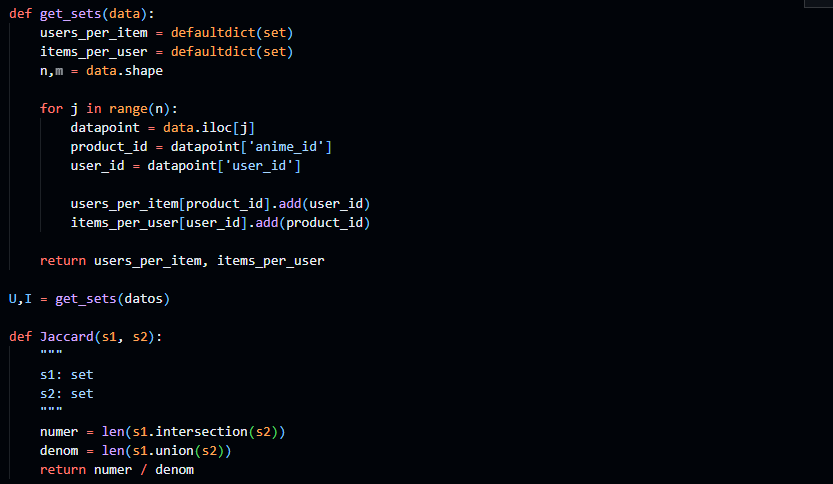 def get_sets(data):
    users_per_item = defaultdict(set)
    items_per_user = defaultdict(set)
    n,m = data.shape
    for j in range(n):
        datapoint = data.iloc[j]
        product_id = datapoint['anime_id']
        user_id = datapoint['user_id']
        users_per_item[product_id].add(user_id)
        items_per_user[user_id].add(product_id)
    return users_per_item, items_per_user
U,I = get_sets(datos)
def Jaccard(s1, s2):
    """
    s1: set
    s2: set
    """
    numer = len(s1.intersection(s2))
    denom = len(s1.union(s2))
    return numer / denom